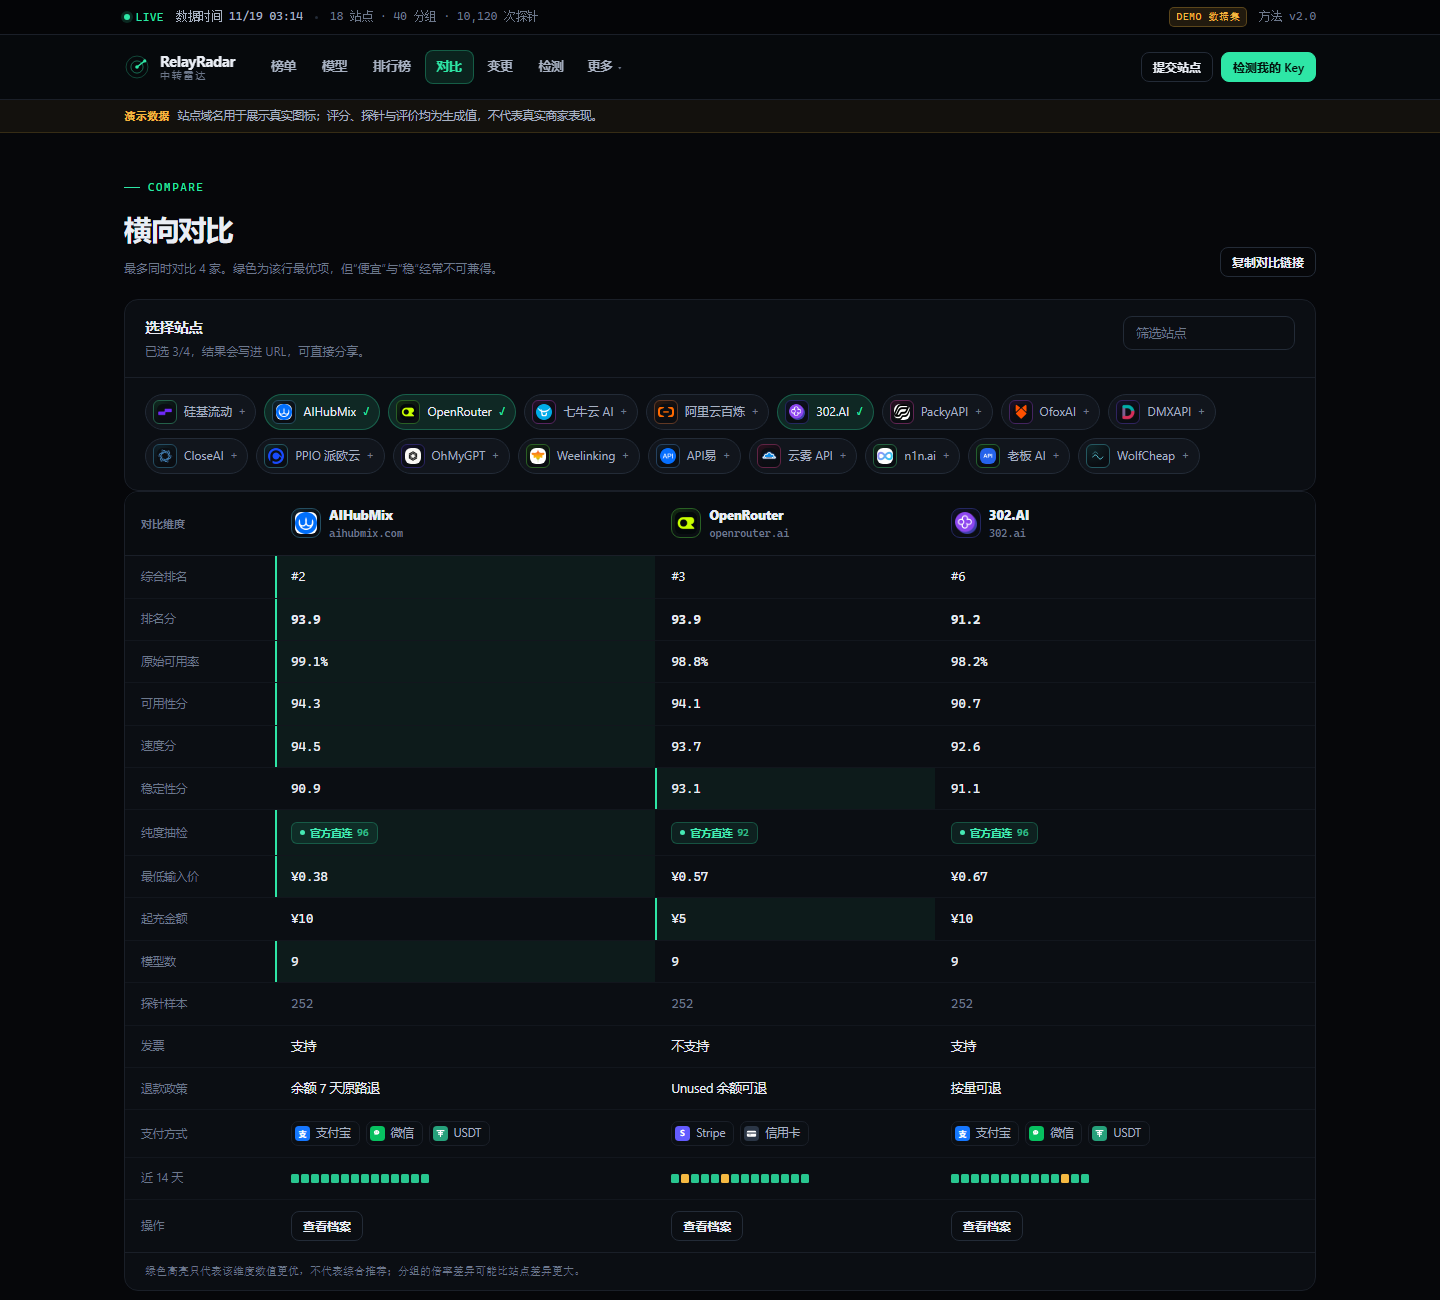 LIVE 数据时间 11/19 03:14 · 18 站点 · 40 分组 · 10,120 次探针 DEMO 数据集 方法 v2.0
RelayRadar
中转雷达
榜单 模型 排行榜 对比 变更 检测 更多 提交站点 检测我的 Key
演示数据 站点域名用于展示真实图标；评分、探针与评价均为生成值，不代表真实商家表现。
COMPARE
横向对比
最多同时对比 4 家。绿色为该行最优项，但"便宜"与"稳"经常不可兼得。
复制对比链接
选择站点
已选 3/4，结果会写进 URL，可直接分享。
筛选站点
硅基流动 + AIHubMix ✓ OpenRouter ✓ 七牛云 AI + 阿里云百炼 + 302.AI ✓ PackyAPI + OfoxAI + DMXAPI +
CloseAI + PPIO 派欧云 + OhMyGPT + Weelinking + API易 + 云雾 API + n1n.ai + 老板 AI + WolfCheap +
对比维度 AIHubMix OpenRouter 302.AI
aihubmix.com openrouter.ai 302.ai
综合排名 #2 #3 #6
排名分 93.9 93.9 91.2
原始可用率 99.1% 98.8% 98.2%
可用性分 94.3 94.1 90.7
速度分 94.5 93.7 92.6
稳定性分 90.9 93.1 91.1
纯度抽检 官方直连 96 官方直连 92 官方直连 96
最低输入价 ¥0.38 ¥0.57 ¥0.67
起充金额 ¥10 ¥5 ¥10
模型数 9 9 9
探针样本 252 252 252
发票 支持 不支持 支持
退款政策 余额 7 天原路退 Unused 余额可退 按量可退
支付方式 支 支付宝 微信 USDT S Stripe 信用卡 支 支付宝 微信 USDT
近 14 天
操作 查看档案 查看档案 查看档案
绿色高亮只代表该维度数值更优，不代表综合推荐；分组的倍率差异可能比站点差异更大。